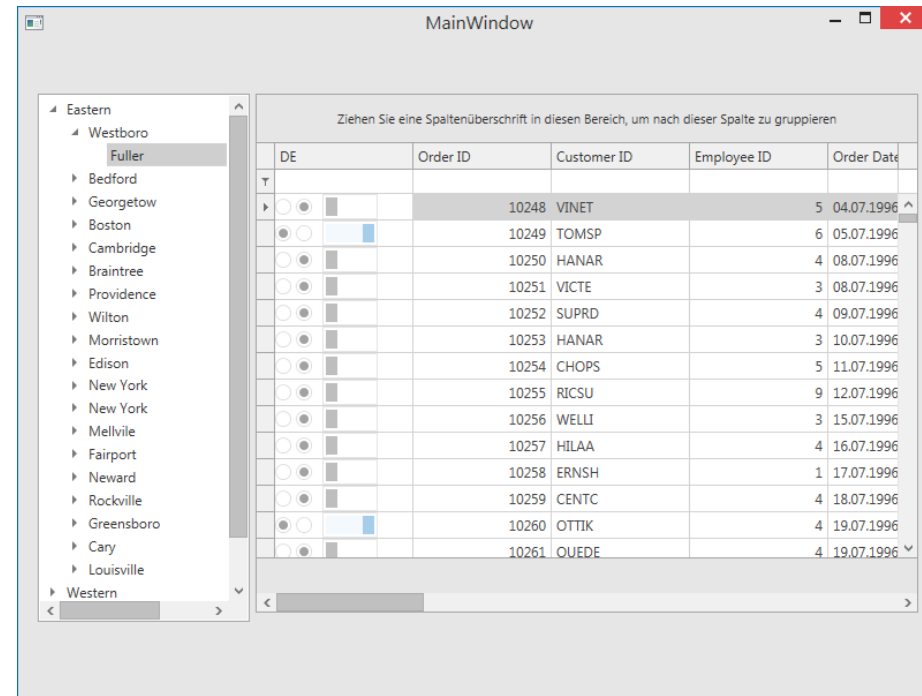 MainWindow
Eastern
Westboro
Fuller
Bedford
Georgetow
Boston
Cambridge
Braintree
Providence
Wilton
Morristown
Edison
New York
New York
Mellvile
Fairport
Neward
Rockville
Greensboro
Cary
Louisville
Western
Ziehen Sie eine Spaltenüberschrift in diesen Bereich, um nach dieser Spalte zu gruppieren
DE Order ID Customer ID Employee ID Order Date
10248 VINET 5 04.07.1996
10249 TOMSP 6 05.07.1996
10250 HANAR 4 08.07.1996
10251 VICTE 3 08.07.1996
10252 SUPRD 4 09.07.1996
10253 HANAR 3 10.07.1996
10254 CHOPS 5 11.07.1996
10255 RICSU 9 12.07.1996
10256 WELLI 3 15.07.1996
10257 HILAA 4 16.07.1996
10258 ERNSH 1 17.07.1996
10259 CENTC 4 18.07.1996
10260 OTTIK 4 19.07.1996
10261 QUEDE 4 19.07.1996